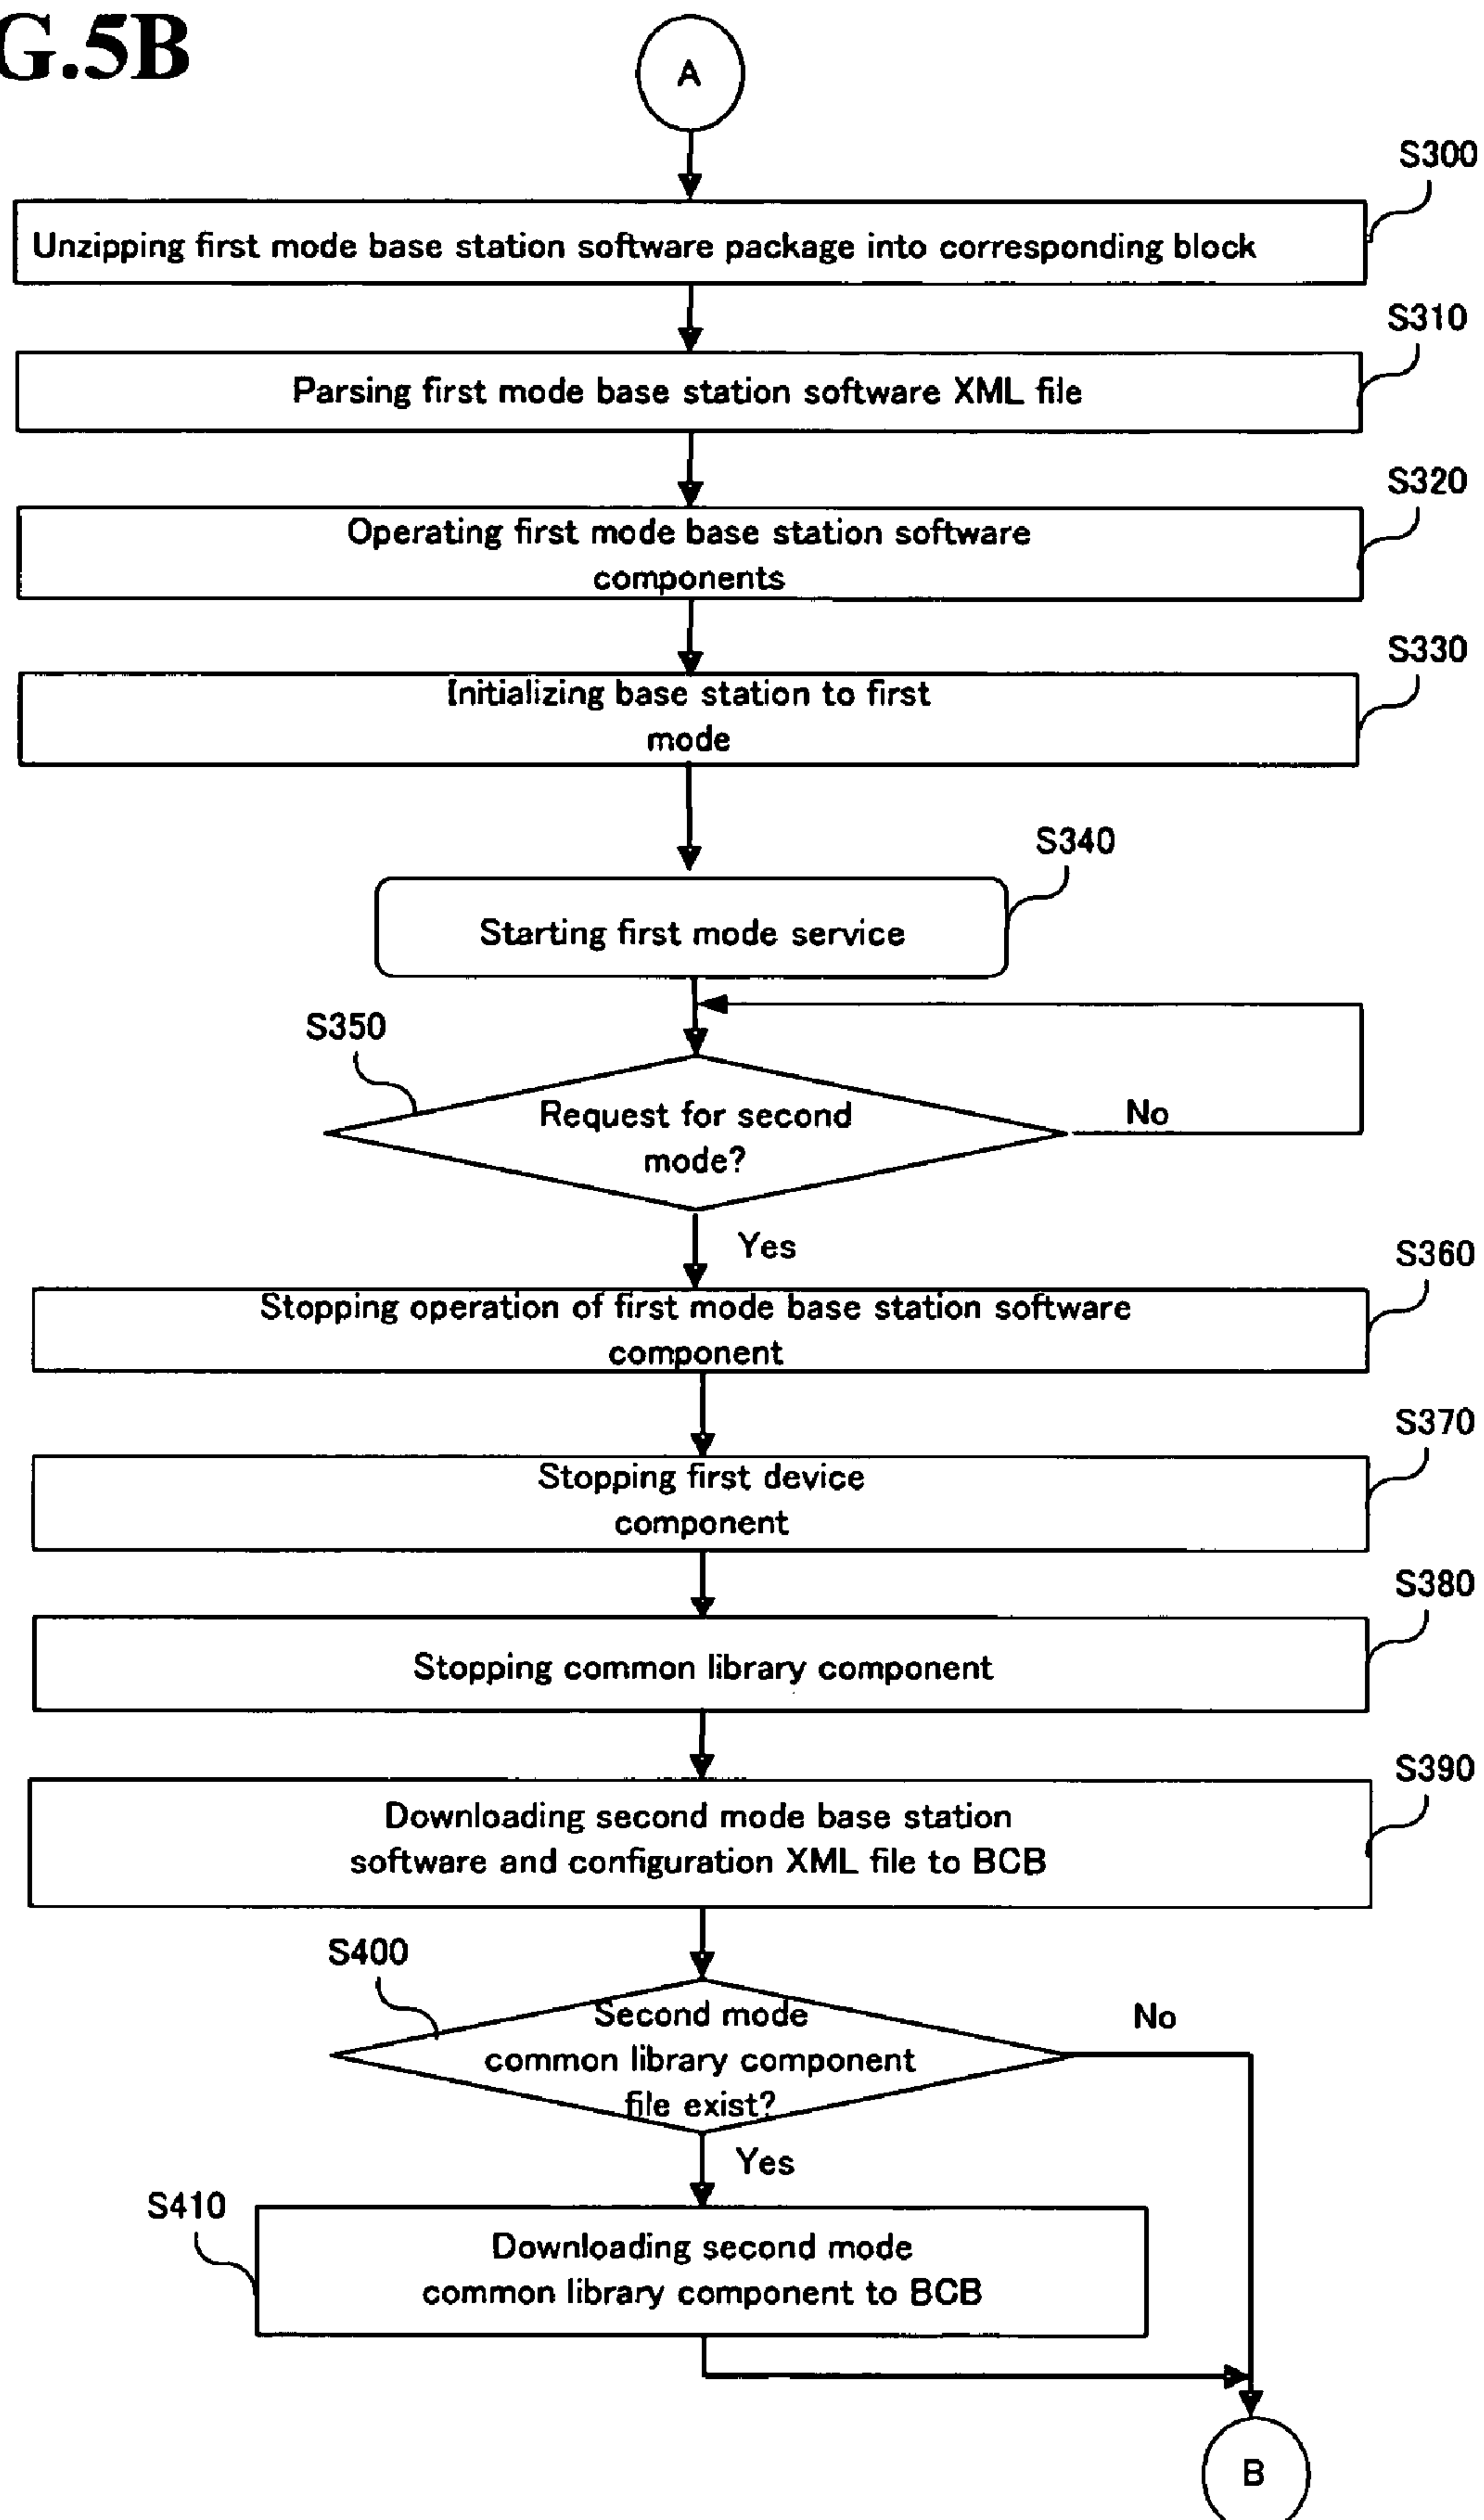 G.5B
A
S300
Unzipping first mode base station software package into corresponding block
S310
Parsing first mode base station software XML file
S320
Operating first mode base station software
components
S330
Initializing base station to first
mode
S340
Starting first mode service
S350
Request for second
mode?
No
Yes
S360
Stopping operation of first mode base station software
component
S370
Stopping first device
component
S380
Stopping common library component
S390
Downloading second mode base station
software and configuration XML file to BCB
S400
Second mode
common library component
file exist?
No
Yes
S410
Downloading second mode
common library component to BCB
B